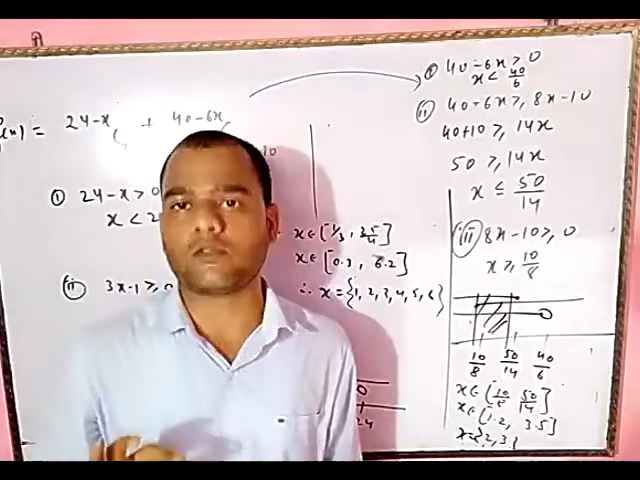 24-x + 40-6x
① 24-x > 0
x < 2
ⓘⓘ 3x-1 ≥ 0
10
x ∈ [1/3, 25/4]
x ∈ [0.3, 6.2]
∴ x = {1, 2, 3, 4, 5, 6}
24
① 40-6x > 0
x < 40/6
ⓘⓘ 40-6x ≥ 8x-10
40+10 ≥ 14x
50 ≥ 14x
x ≤ 50/14
ⓘⓘⓘ 8x-10 ≥ 0
x ≥ 10/8
10/8 50/14 40/6
x ∈ [10/8 50/14]
x ∈ [1.2, 3.5]
x = {2, 3}